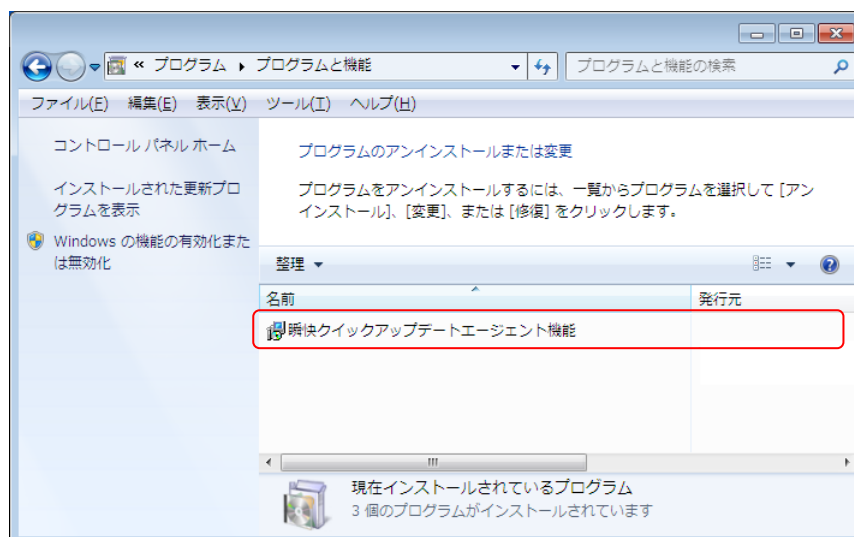 « プログラム ▸ プログラムと機能
プログラムと機能の検索
ファイル(F) 編集(E) 表示(V) ツール(T) ヘルプ(H)
コントロール パネル ホーム
インストールされた更新プロ
グラムを表示
Windows の機能の有効化また
は無効化
プログラムのアンインストールまたは変更
プログラムをアンインストールするには、一覧からプログラムを選択して [アン
インストール]、[変更]、または [修復] をクリックします。
整理
名前 発行元
瞬快クイックアップデートエージェント機能
現在インストールされているプログラム
3 個のプログラムがインストールされています